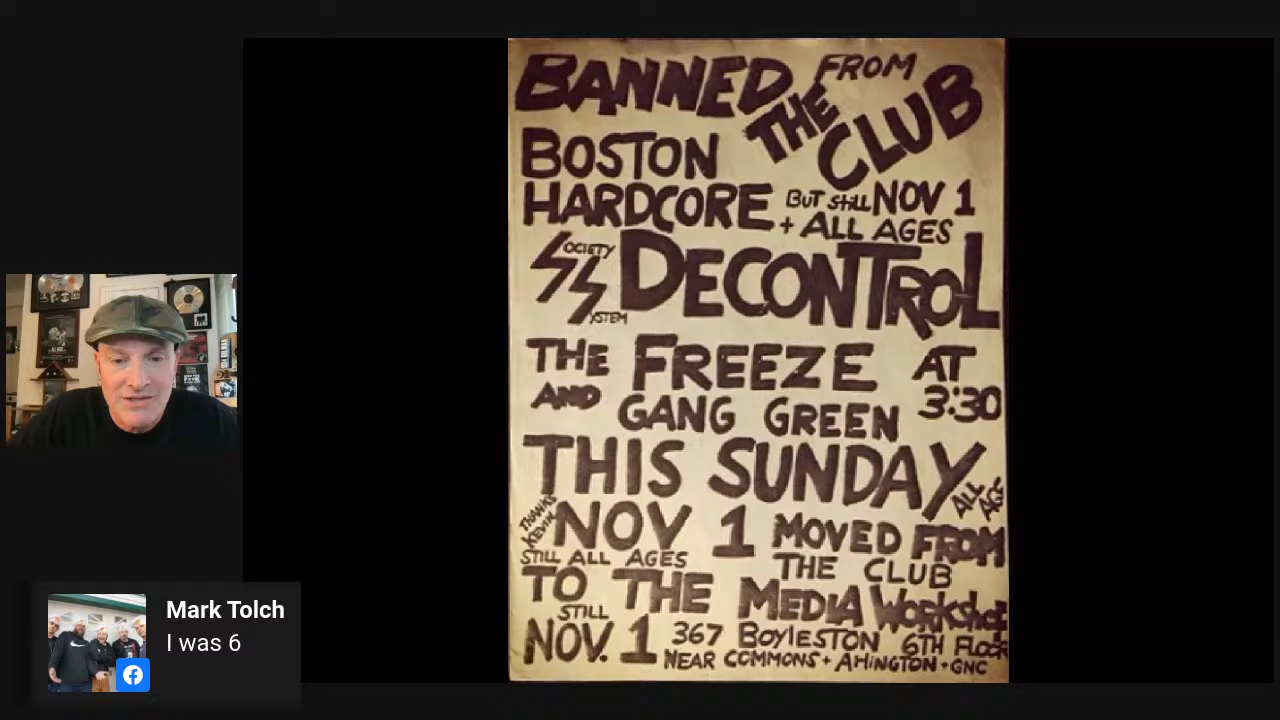 BANNED FROM
THE CLUB
BOSTON
HARDCORE BUT STILL NOV 1
+ ALL AGES
SOCIETY
SYSTEM
DECONTROL
THE FREEZE AT
3:30
AND GANG GREEN
THIS SUNDAY
ALL AGE
THANKS
KEVIN
NOV 1 MOVED FROM
THE CLUB
STILL ALL AGES
TO THE MEDIA WORKSHOP
STILL
NOV. 1 367 BOYLESTON 6TH FLOOR
NEAR COMMONS + AHINGTON + GNC
Mark Tolch
I was 6